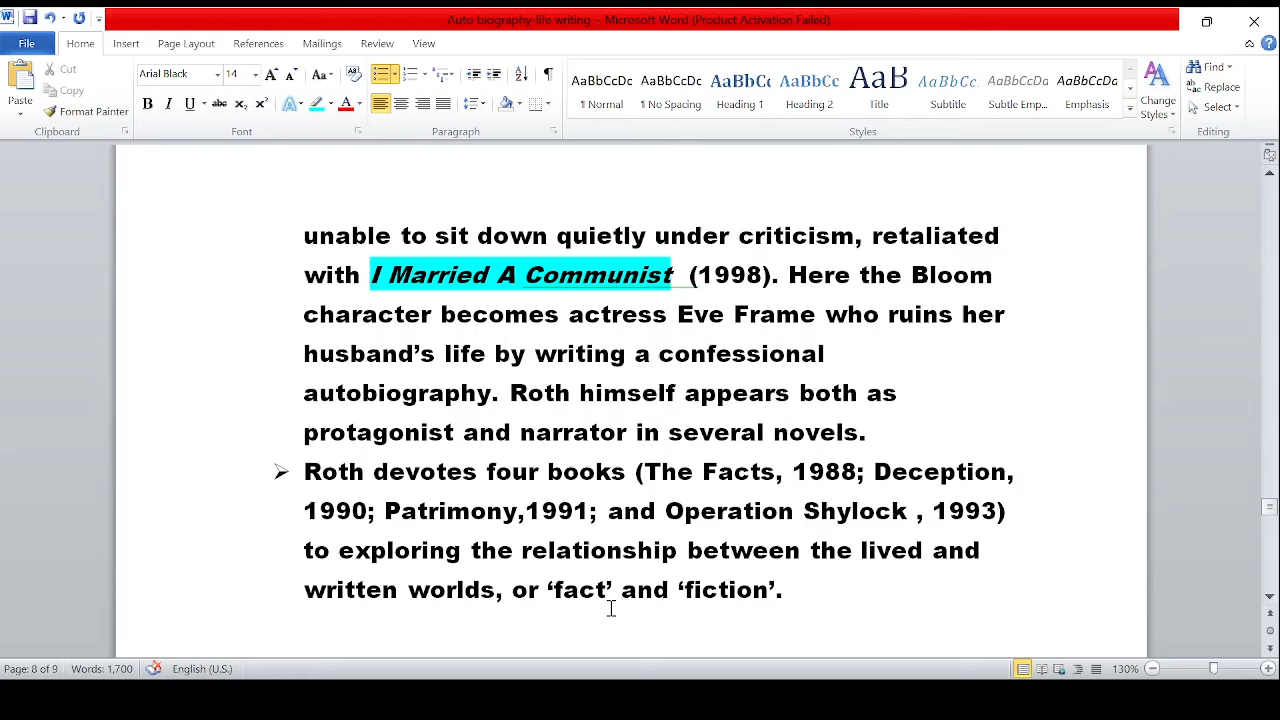 Auto biography-life writing - Microsoft Word (Product Activation Failed)
File Home Insert Page Layout References Mailings Review View
Paste
Cut
Copy
Format Painter
Clipboard
Arial Black 14
Font
Paragraph
AaBbCcDc AaBbCcDc AaBbCc AaBbCc AaB AaBbCc. AaBbCcDc AaBbCcDc
¶ Normal ¶ No Spacing Heading 1 Heading 2 Title Subtitle Subtle Em... Emphasis
Styles
Change Styles
Find
Replace
Select
Editing
unable to sit down quietly under criticism, retaliated
with I Married A Communist (1998). Here the Bloom
character becomes actress Eve Frame who ruins her
husband’s life by writing a confessional
autobiography. Roth himself appears both as
protagonist and narrator in several novels.
➢ Roth devotes four books (The Facts, 1988; Deception,
1990; Patrimony,1991; and Operation Shylock , 1993)
to exploring the relationship between the lived and
written worlds, or ‘fact’ and ‘fiction’.
Page: 8 of 9 Words: 1,700 English (U.S.) 130%